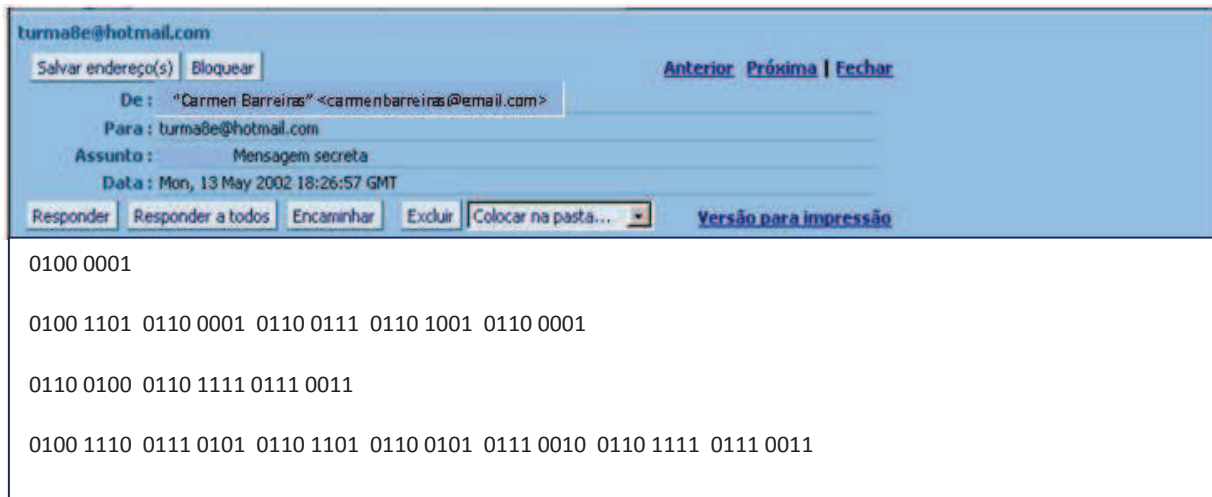 turma8e@hotmail.com
Salvar endereço(s) Bloquear Anterior Próxima | Fechar
De : "Carmen Barreiras" <carmenbarreiras@email.com>
Para : turma8e@hotmail.com
Assunto : Mensagem secreta
Data : Mon, 13 May 2002 18:26:57 GMT
Responder Responder a todos Encaminhar Excluir Colocar na pasta... Versão para impressão
0100 0001
0100 1101 0110 0001 0110 0111 0110 1001 0110 0001
0110 0100 0110 1111 0111 0011
0100 1110 0111 0101 0110 1101 0110 0101 0111 0010 0110 1111 0111 0011